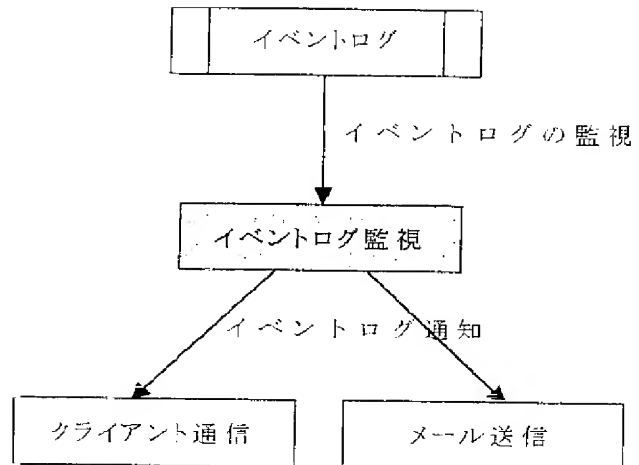 イベントログ
イベントログの監視
イベントログ監視
イベントログ通知
クライアント通信
メール送信